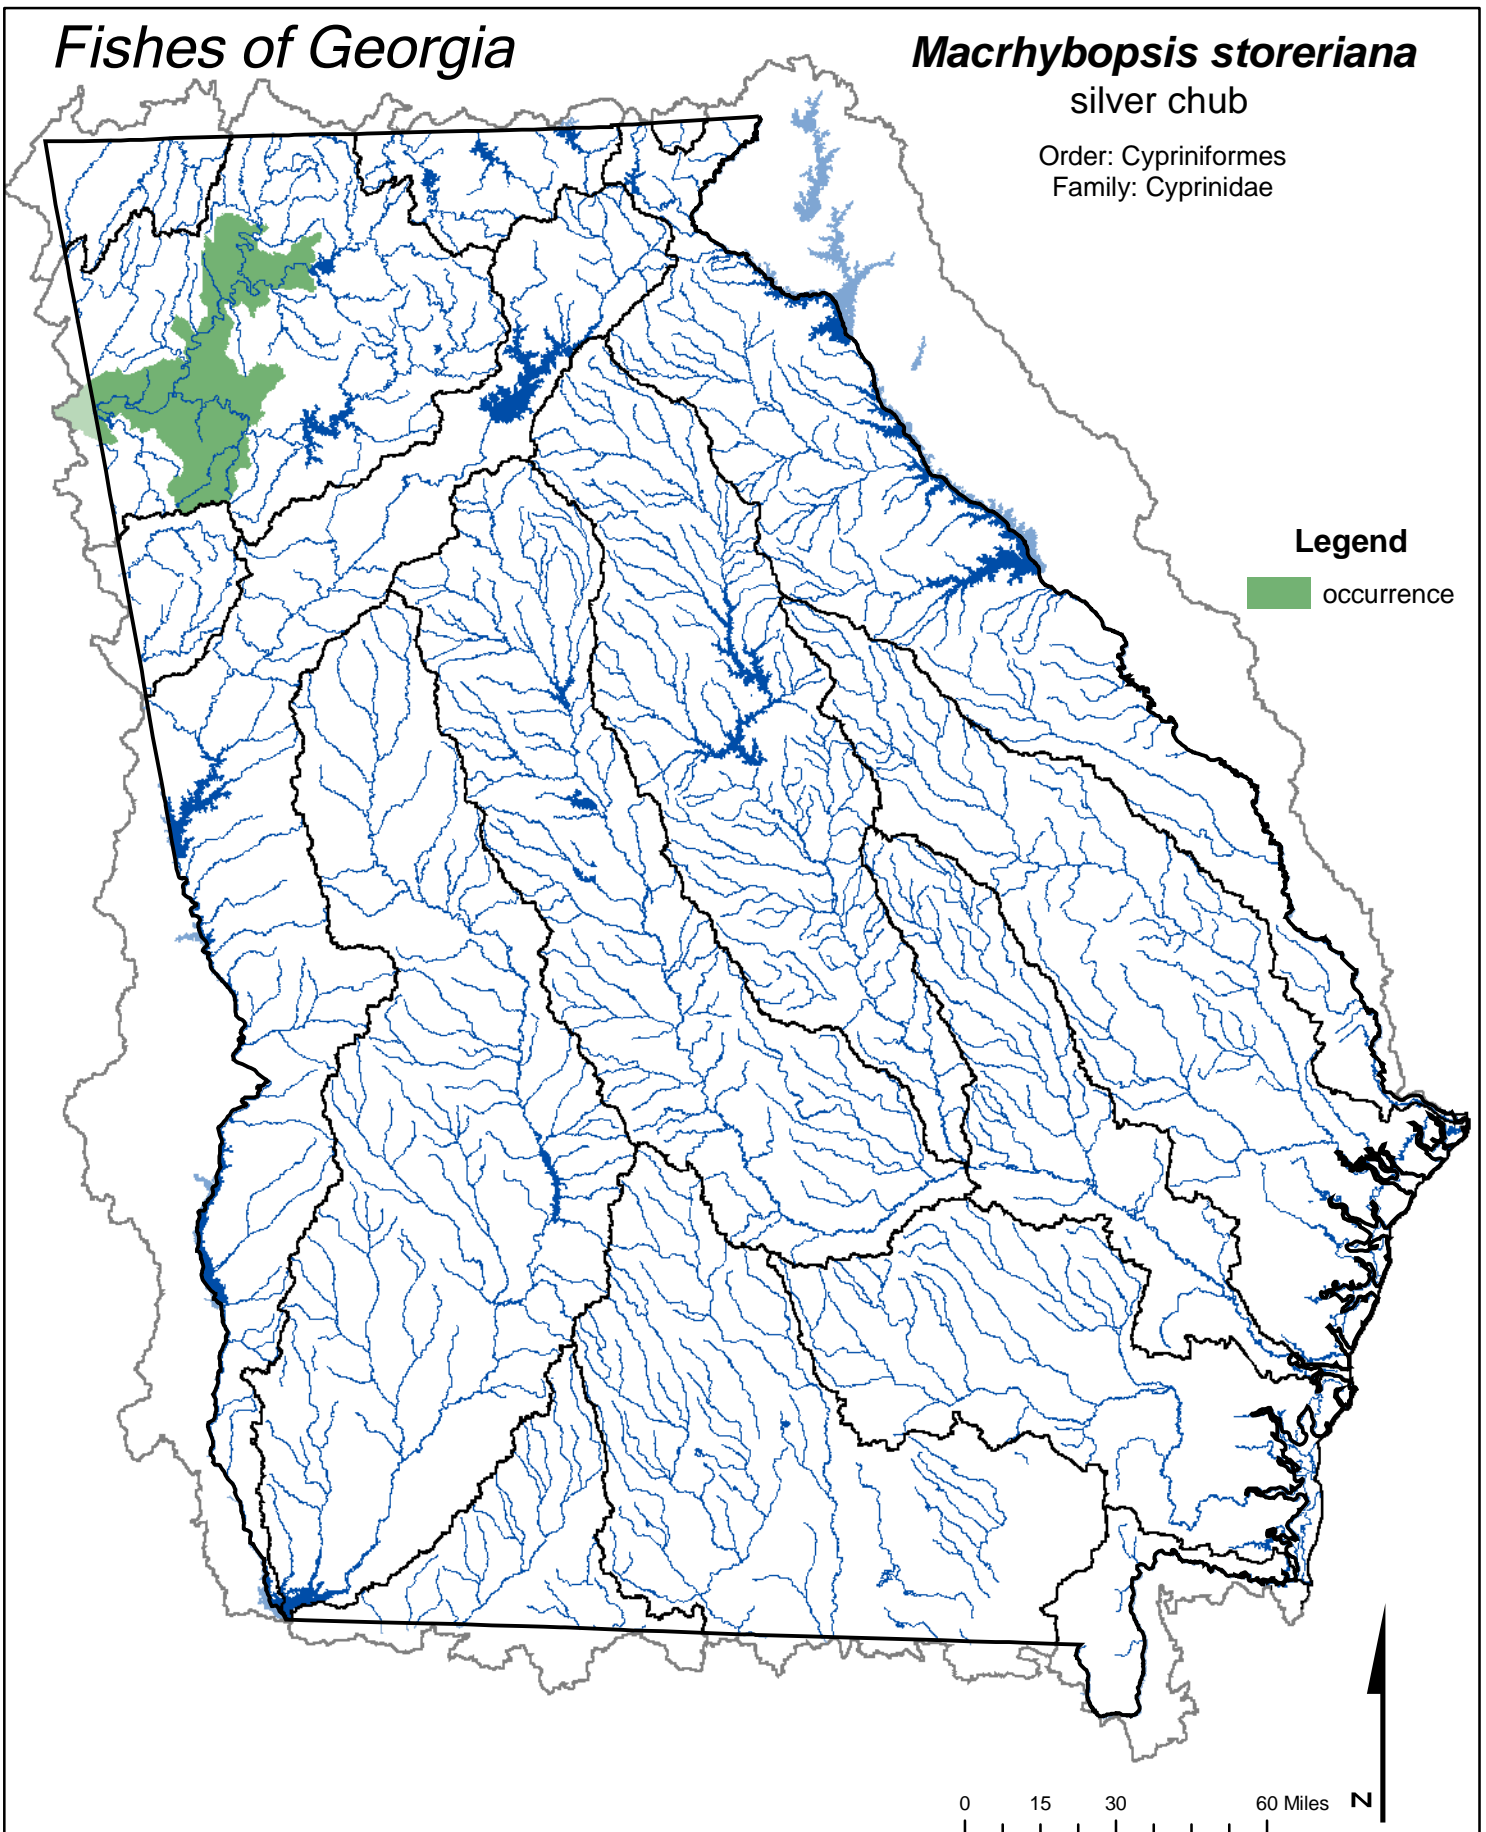 Fishes of Georgia
Macrhybopsis storeriana
silver chub
Order: Cypriniformes
Family: Cyprinidae
Legend
occurrence
0 15 30 60 Miles
N